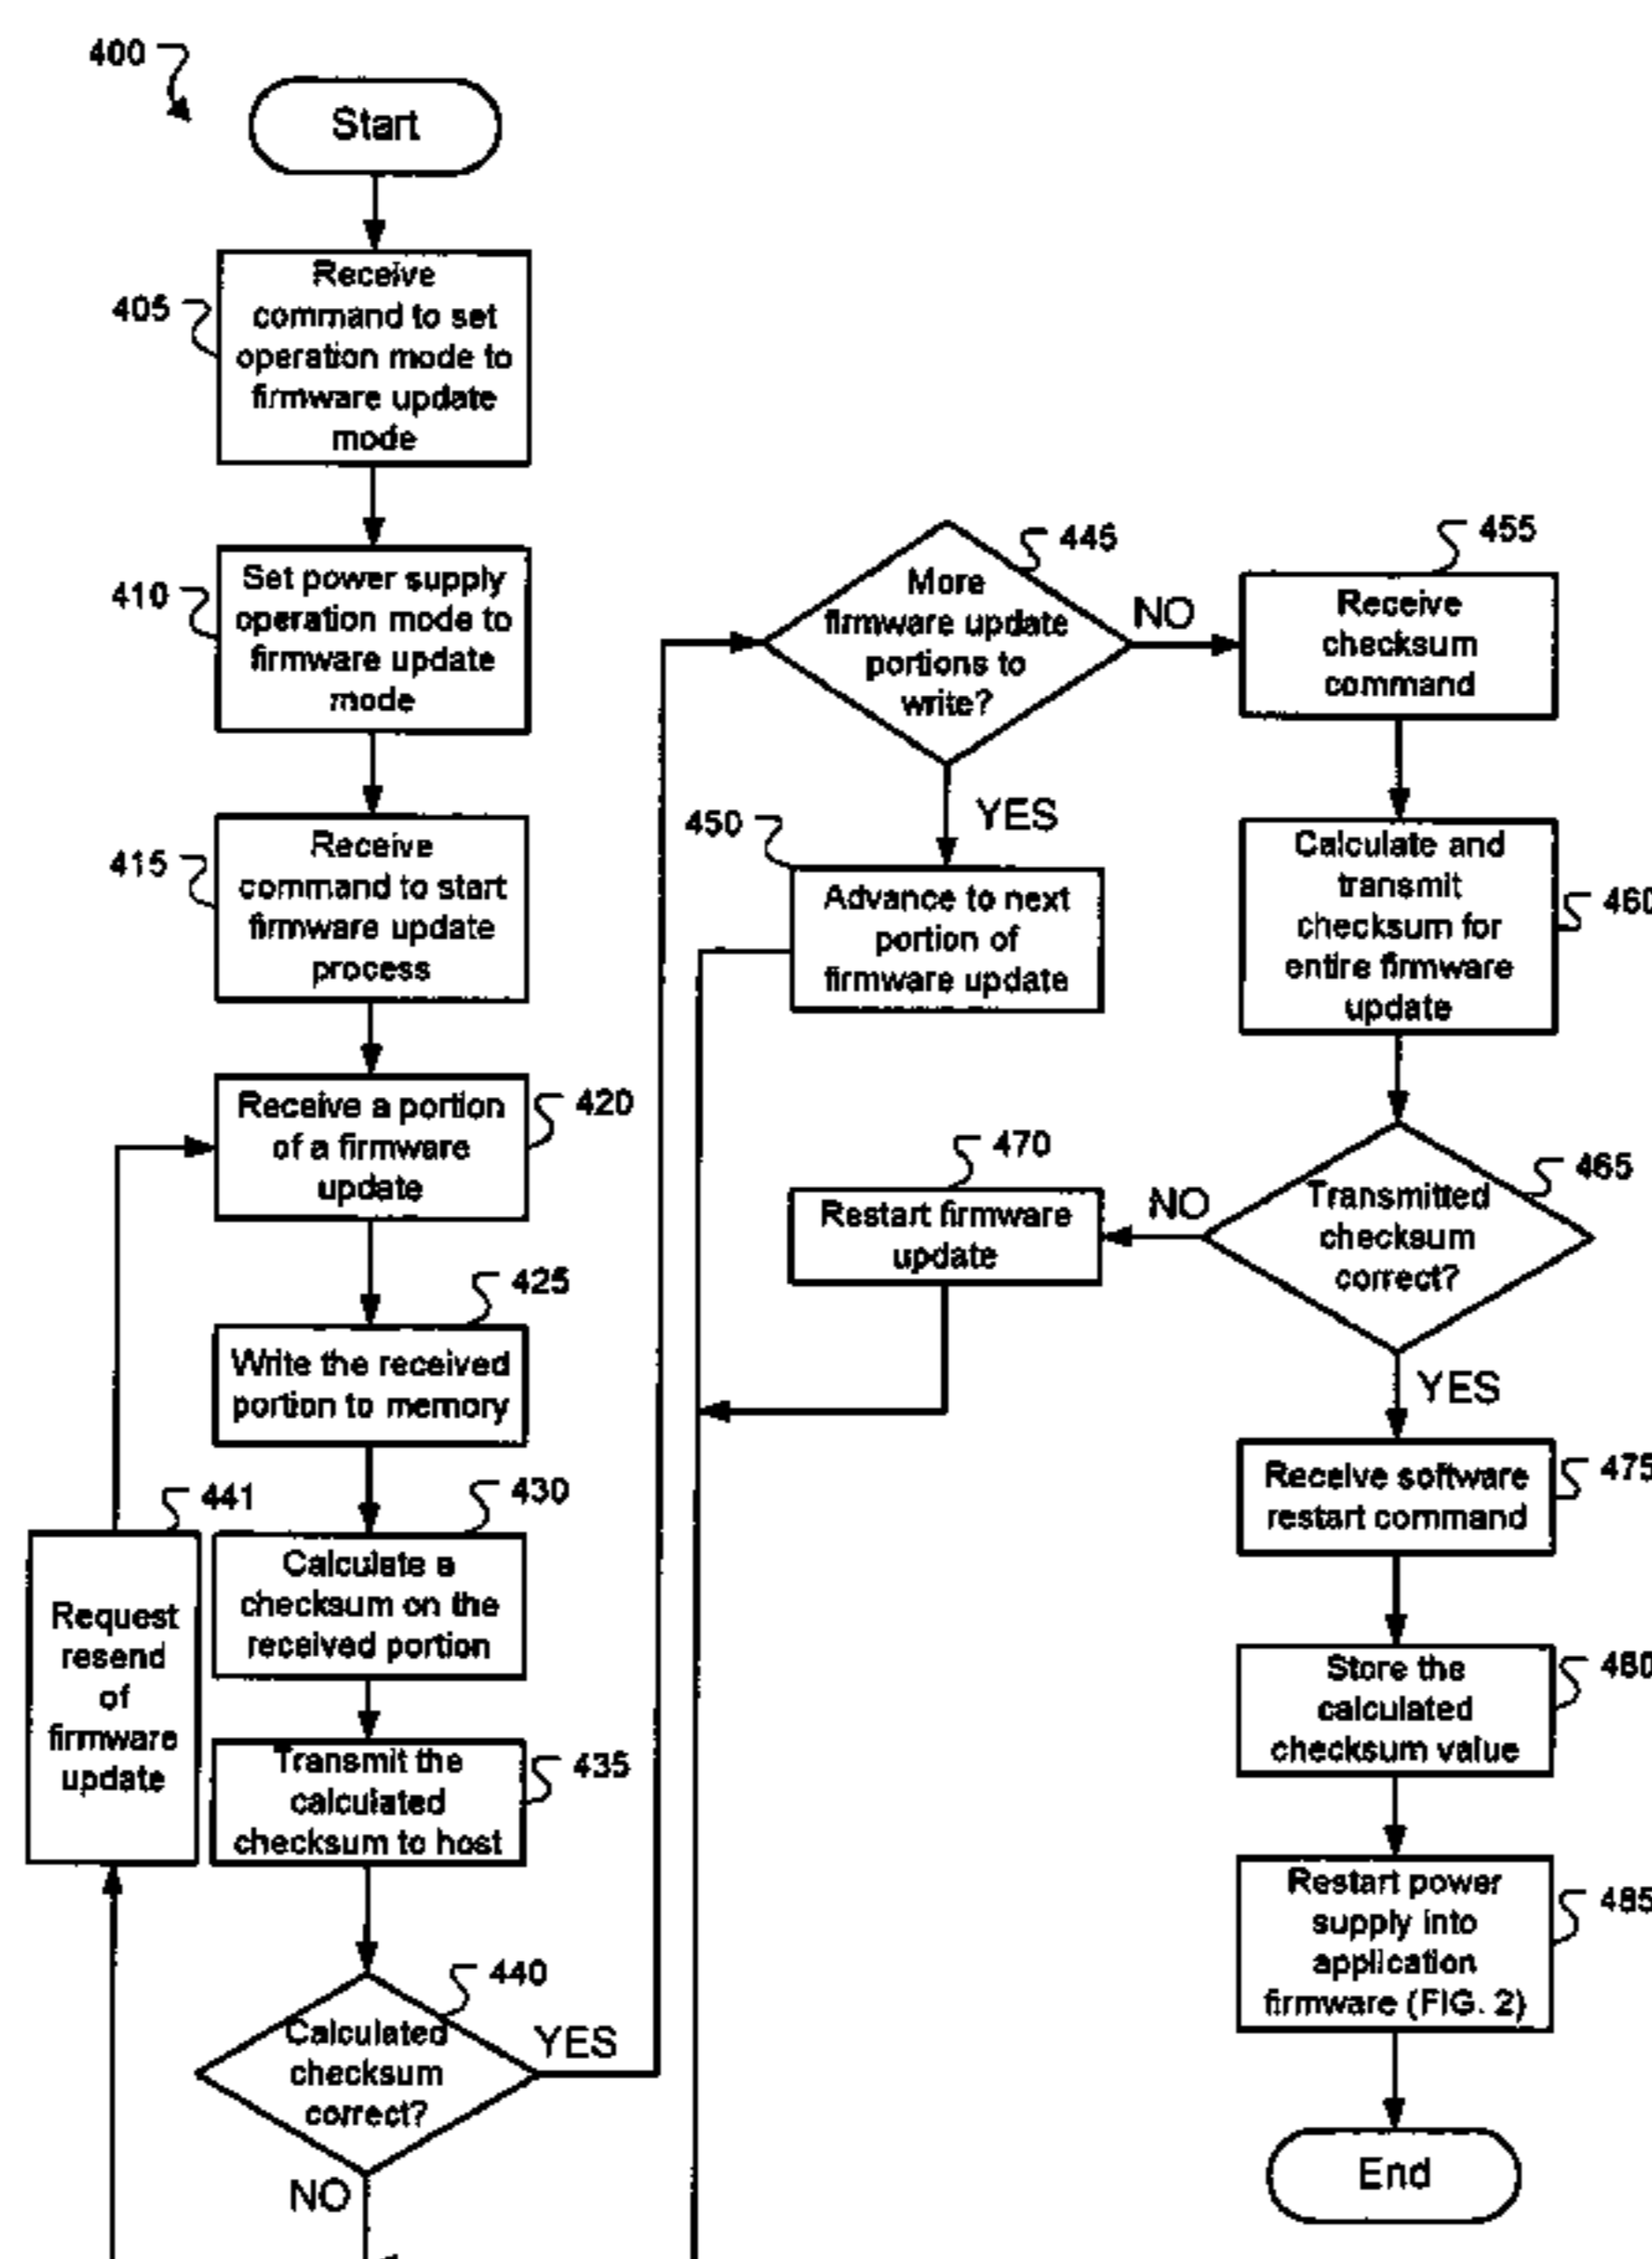 400
Start
405
Receive
command to set
operation mode to
firmware update
mode
410
Set power supply
operation mode to
firmware update
mode
415
Receive
command to start
firmware update
process
420
Receive a portion
of a firmware
update
425
Write the received
portion to memory
441
Request
resend
of
firmware
update
430
Calculate a
checksum on the
received portion
435
Transmit the
calculated
checksum to host
440
Calculated
checksum
correct?
YES
NO
445
More
firmware update
portions to
write?
NO
YES
450
Advance to next
portion of
firmware update
455
Receive
checksum
command
460
Calculate and
transmit
checksum for
entire firmware
update
465
Transmitted
checksum
correct?
NO
YES
470
Restart firmware
update
475
Receive software
restart command
480
Store the
calculated
checksum value
485
Restart power
supply into
application
firmware (FIG. 2)
End